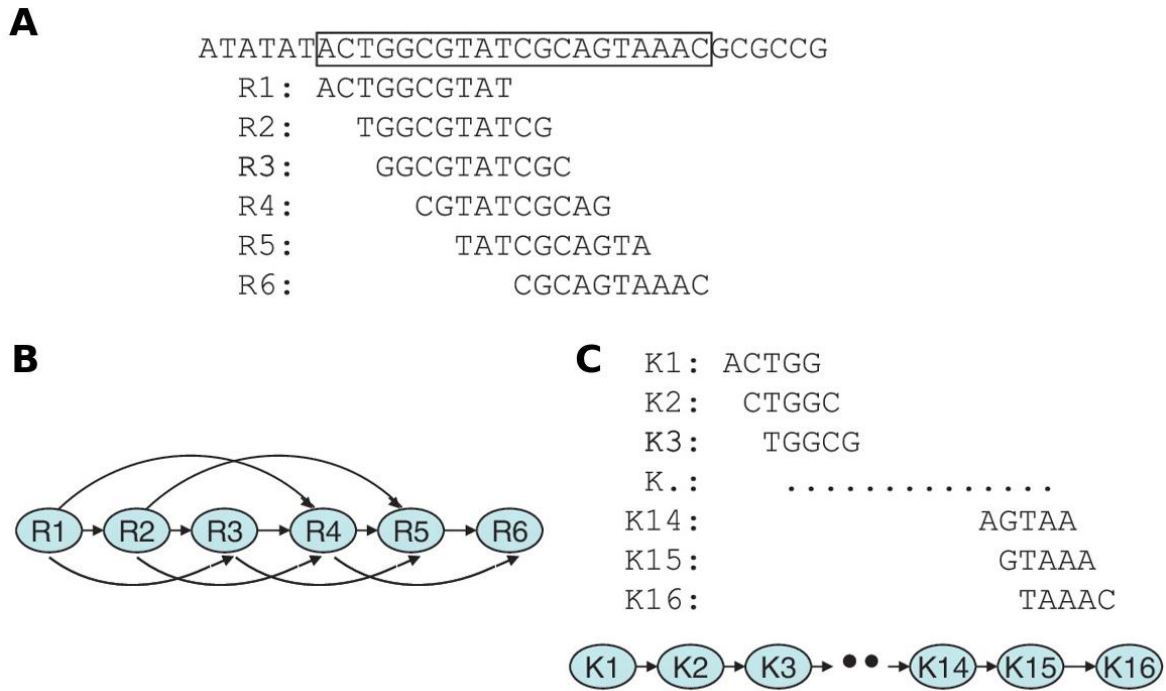 A
ATATATACTGGCGTATCGCAGTAAACGCGCCG
R1: ACTGGCGTAT
R2: TGGCGTATCG
R3: GGCGTATCGC
R4: CGTATCGCAG
R5: TATCGCAGTA
R6: CGCAGTAAAC
B
R1 R2 R3 R4 R5 R6
C
K1: ACTGG
K2: CTGGC
K3: TGGCG
K.: ..............
K14: AGTAA
K15: GTAAA
K16: TAAAC
K1 K2 K3 •• K14 K15 K16